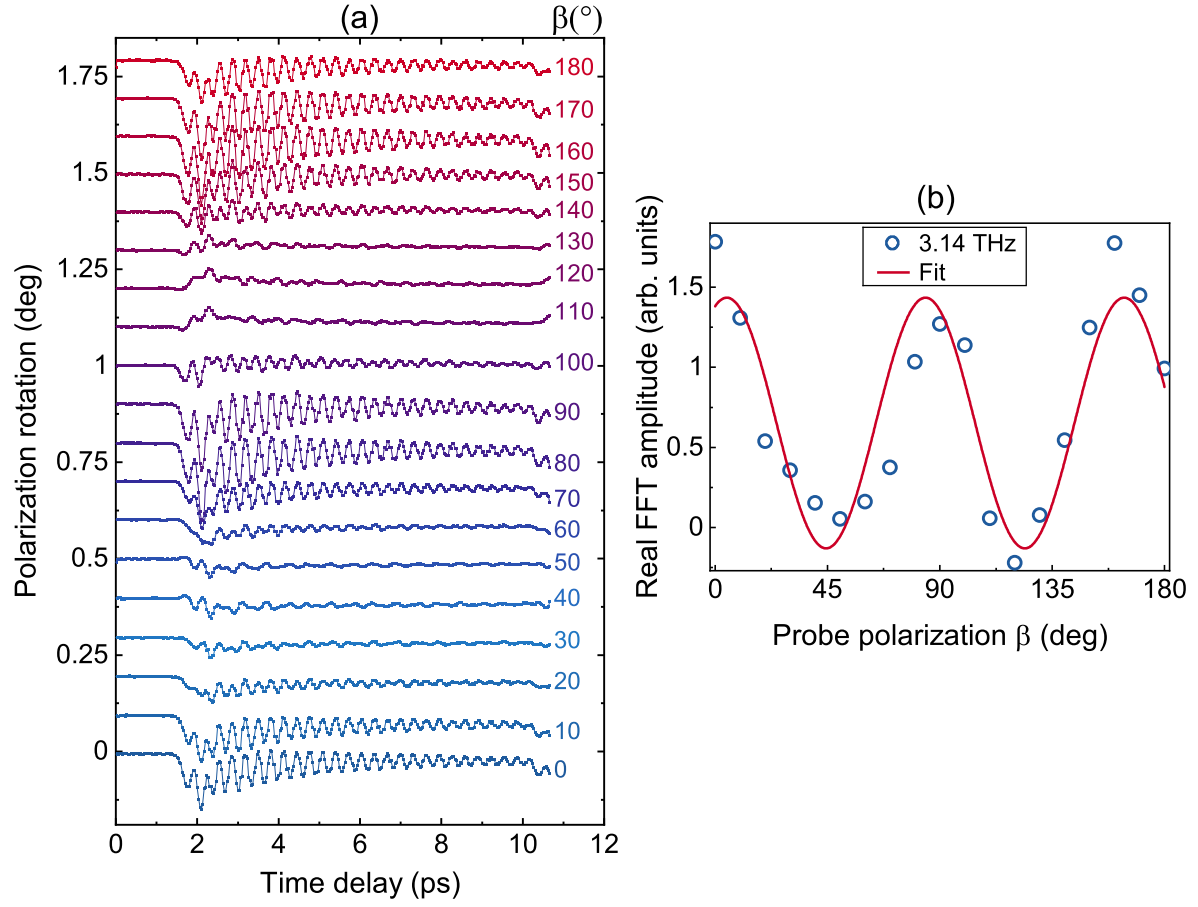 (a)
β(°)
1.75
1.5
1.25
1
0.75
0.5
0.25
0
Polarization rotation (deg)
180
170
160
150
140
130
120
110
100
90
80
70
60
50
40
30
20
10
0
0 2 4 6 8 10 12
Time delay (ps)
(b)
3.14 THz
Fit
1.5
1
0.5
0
Real FFT amplitude (arb. units)
0 45 90 135 180
Probe polarization β (deg)